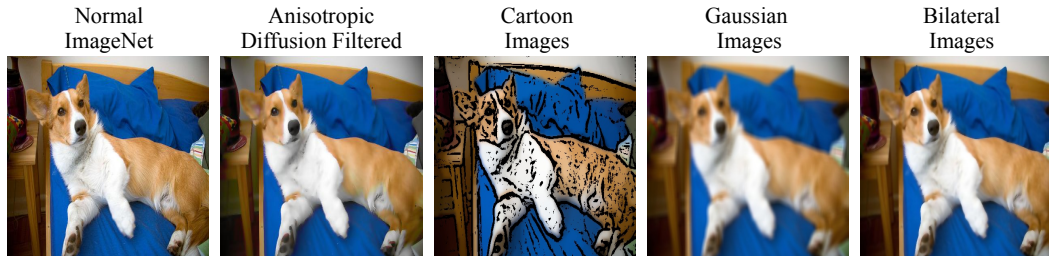 Normal
ImageNet
Anisotropic
Diffusion Filtered
Cartoon
Images
Gaussian
Images
Bilateral
Images